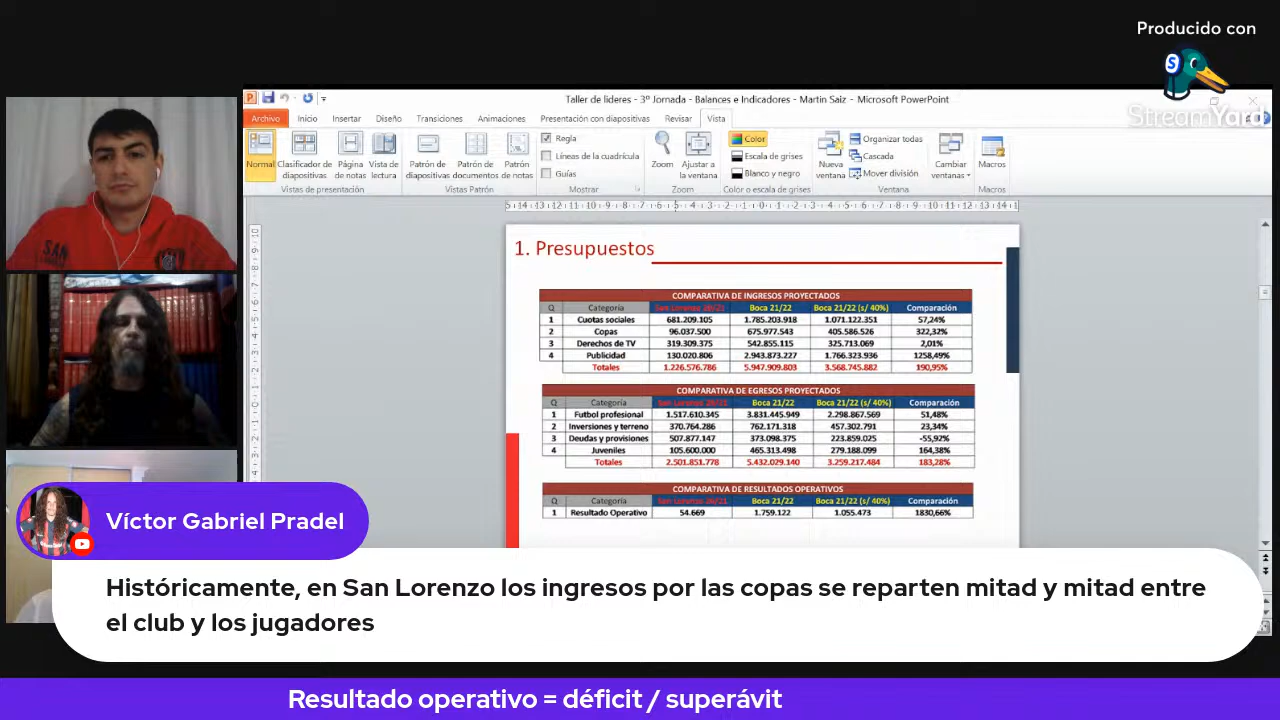 Producido con
StreamYard
Taller de lideres - 3º Jornada - Balances e Indicadores - Martin Saiz - Microsoft PowerPoint
Archivo Inicio Insertar Diseño Transiciones Animaciones Presentación con diapositivas Revisar Vista
Normal
Clasificador de diapositivas
Página de notas
Vista de lectura
Vistas de presentación
Patrón de diapositivas
Patrón de documentos
Patrón de notas
Vistas Patrón
Regla
Líneas de la cuadrícula
Guías
Mostrar
Zoom
Ajustar a la ventana
Zoom
Color
Escala de grises
Blanco y negro
Color o escala de grises
Nueva ventana
Organizar todas
Cascada
Mover división
Cambiar ventanas
Ventana
Macros
Macros
1. Presupuestos
COMPARATIVA DE INGRESOS PROYECTADOS
Q Categoría San Lorenzo 20/21 Boca 21/22 Boca 21/22 (s/ 40%) Comparación
1 Cuotas sociales 681.209.105 1.785.203.918 1.071.122.351 57,24%
2 Copas 96.037.500 675.977.543 405.586.526 322,32%
3 Derechos de TV 319.309.375 542.855.115 325.713.069 2,01%
4 Publicidad 130.020.806 2.943.873.227 1.766.323.936 1258,49%
Totales 1.226.576.786 5.947.909.803 3.568.745.882 190,95%
COMPARATIVA DE EGRESOS PROYECTADOS
Q Categoría San Lorenzo 20/21 Boca 21/22 Boca 21/22 (s/ 40%) Comparación
1 Futbol profesional 1.517.610.345 3.831.445.949 2.298.867.569 51,48%
2 Inversiones y terreno 370.764.286 762.171.318 457.302.791 23,34%
3 Deudas y provisiones 507.877.147 373.098.375 223.859.025 -55,92%
4 Juveniles 105.600.000 465.313.498 279.188.099 164,38%
Totales 2.501.851.778 5.432.029.140 3.259.217.484 183,28%
COMPARATIVA DE RESULTADOS OPERATIVOS
Q Categoría San Lorenzo 20/21 Boca 21/22 Boca 21/22 (s/ 40%) Comparación
1 Resultado Operativo 54.669 1.759.122 1.055.473 1830,66%
SAN
Víctor Gabriel Pradel
Históricamente, en San Lorenzo los ingresos por las copas se reparten mitad y mitad entre
el club y los jugadores
Resultado operativo = déficit / superávit